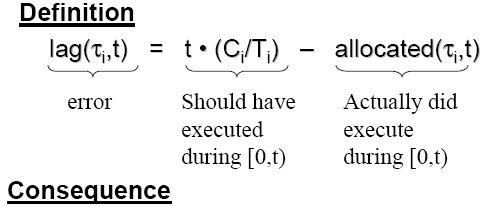 Definition
lag(τᵢ,t) = t • (Cᵢ/Tᵢ) – allocated(τᵢ,t)
error Should have Actually did
executed execute
during [0,t) during [0,t)
Consequence